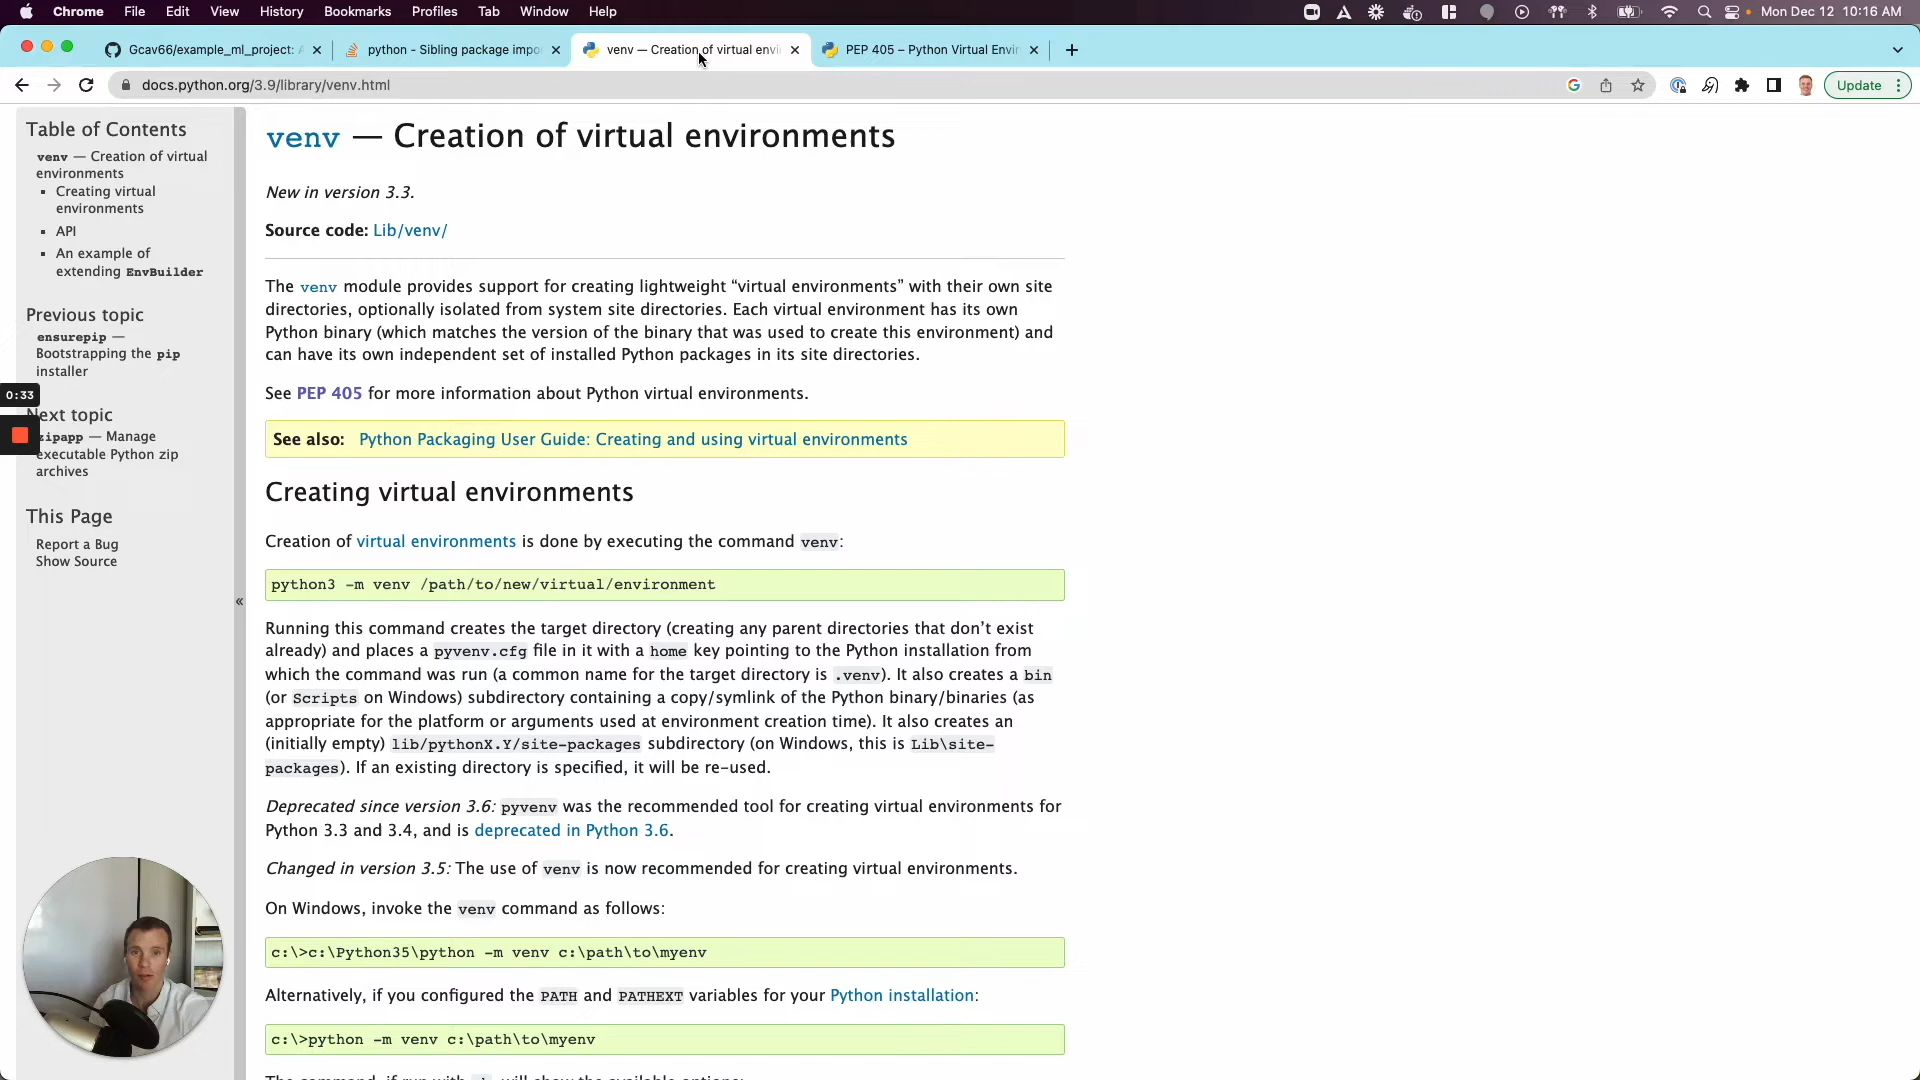 Chrome File Edit View History Bookmarks Profiles Tab Window Help Mon Dec 12 10:16 AM
Gcav66/example_ml_project: A python - Sibling package impo venv — Creation of virtual envi PEP 405 – Python Virtual Envir
docs.python.org/3.9/library/venv.html Update
Table of Contents
venv — Creation of virtual
environments
Creating virtual
environments
API
An example of
extending EnvBuilder
Previous topic
ensurepip —
Bootstrapping the pip
installer
0:33
Next topic
zipapp — Manage
executable Python zip
archives
This Page
Report a Bug
Show Source
«
venv — Creation of virtual environments
New in version 3.3.
Source code: Lib/venv/
The venv module provides support for creating lightweight “virtual environments” with their own site
directories, optionally isolated from system site directories. Each virtual environment has its own
Python binary (which matches the version of the binary that was used to create this environment) and
can have its own independent set of installed Python packages in its site directories.
See PEP 405 for more information about Python virtual environments.
See also: Python Packaging User Guide: Creating and using virtual environments
Creating virtual environments
Creation of virtual environments is done by executing the command venv:
python3 -m venv /path/to/new/virtual/environment
Running this command creates the target directory (creating any parent directories that don’t exist
already) and places a pyvenv.cfg file in it with a home key pointing to the Python installation from
which the command was run (a common name for the target directory is .venv). It also creates a bin
(or Scripts on Windows) subdirectory containing a copy/symlink of the Python binary/binaries (as
appropriate for the platform or arguments used at environment creation time). It also creates an
(initially empty) lib/pythonX.Y/site-packages subdirectory (on Windows, this is Lib\site-
packages). If an existing directory is specified, it will be re-used.
Deprecated since version 3.6: pyvenv was the recommended tool for creating virtual environments for
Python 3.3 and 3.4, and is deprecated in Python 3.6.
Changed in version 3.5: The use of venv is now recommended for creating virtual environments.
On Windows, invoke the venv command as follows:
c:\>c:\Python35\python -m venv c:\path\to\myenv
Alternatively, if you configured the PATH and PATHEXT variables for your Python installation:
c:\>python -m venv c:\path\to\myenv
The command, if run with will show the available options: